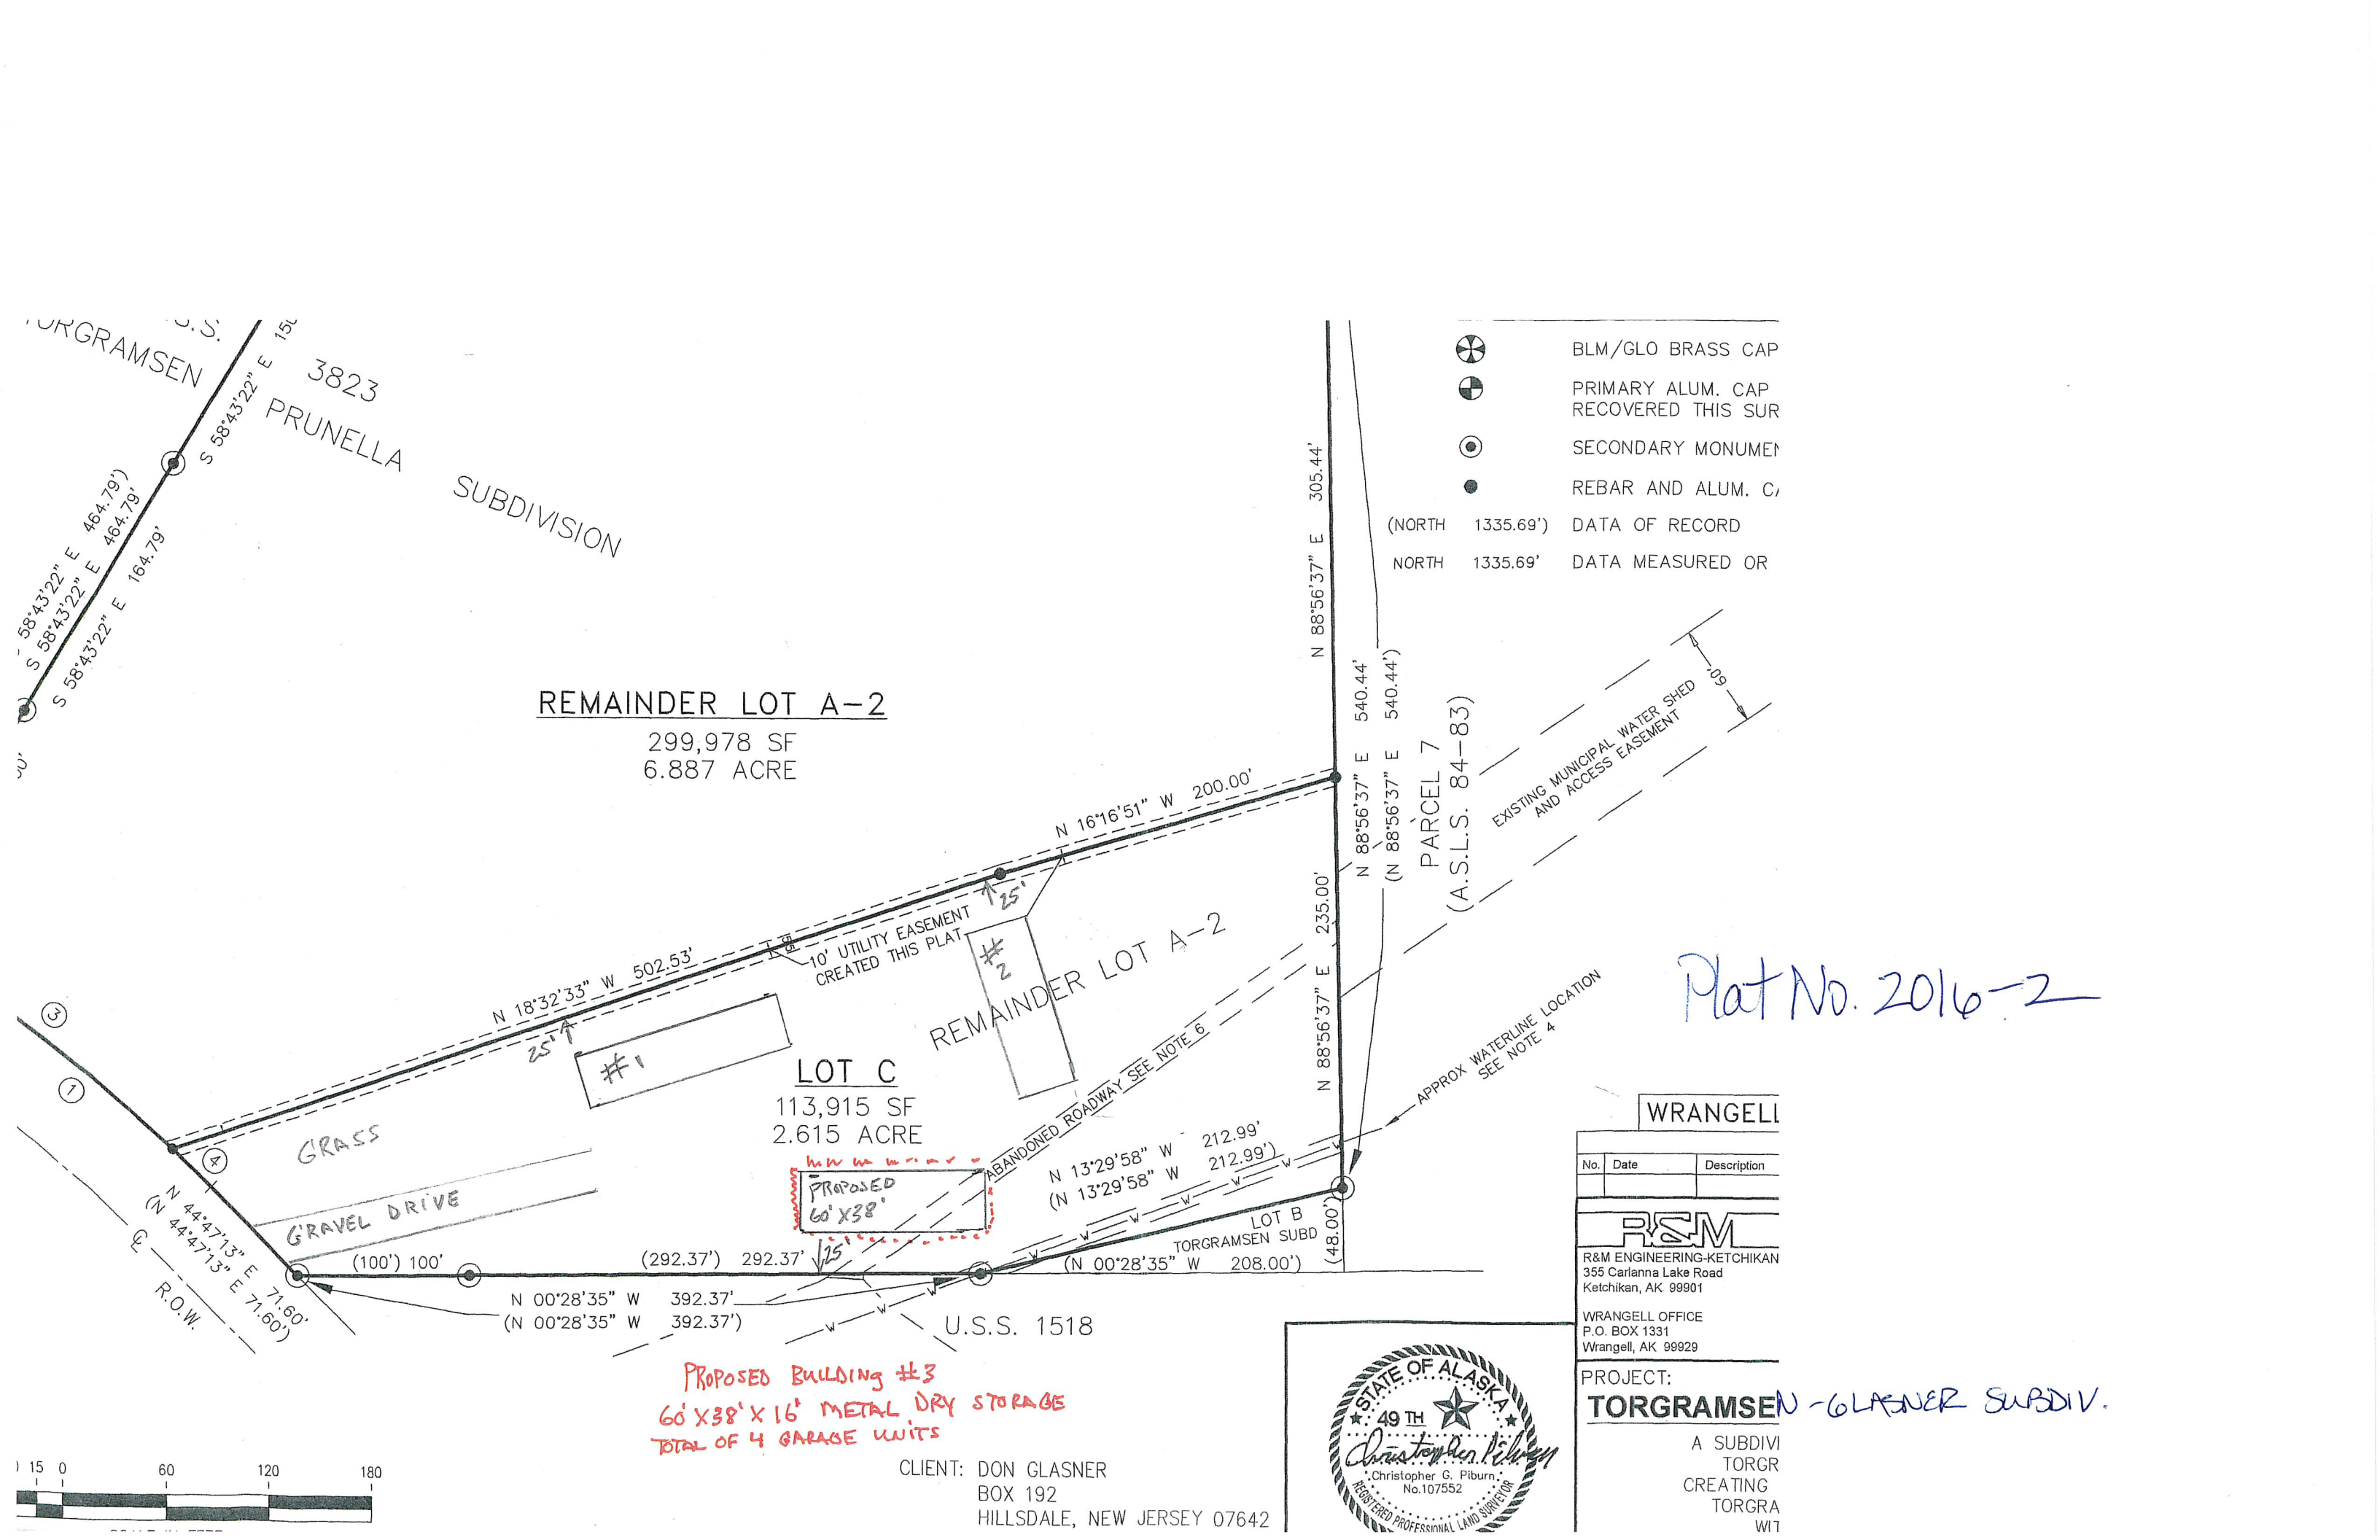 3823
TORGRAMSEN
PRUNELLA SUBDIVISION
S 58°43'22" E
58°43'22" E 464.79')
S 58°43'22" E 464.79'
S 58°43'22" E 164.79'
REMAINDER LOT A-2
299,978 SF
6.887 ACRE
N 88°56'37" E 305.44'
N 88°56'37" E 540.44'
(N 88°56'37" E 540.44')
PARCEL 7
(A.S.L.S. 84-83)
BLM/GLO BRASS CAP
PRIMARY ALUM. CAP
RECOVERED THIS SUR
SECONDARY MONUME
REBAR AND ALUM.
(NORTH 1335.69') DATA OF RECORD
NORTH 1335.69' DATA MEASURED OR
60'
EXISTING MUNICIPAL WATER SHED
AND ACCESS EASEMENT
N 16°16'51" W 200.00'
N 18°32'33" W 502.53'
10' UTILITY EASEMENT
CREATED THIS PLAT
25'
25'
#1
#2
REMAINDER LOT A-2
N 88°56'37" E 235.00'
LOT C
113,915 SF
2.615 ACRE
ABANDONED ROADWAY SEE NOTE 6
APPROX WATERLINE LOCATION
SEE NOTE 4
Plat No. 2016-2
3
1
4
GRASS
GRAVEL DRIVE
PROPOSED
60'X38'
25'
N 13°29'58" W 212.99'
(N 13°29'58" W 212.99')
W W W W W W W W
LOT B
TORGRAMSEN SUBD
(N 00°28'35" W 208.00')
(48.00')
N 44°47'13" E 71.60'
(N 44°47'13" E 71.60')
R.O.W.
(100') 100'
(292.37') 292.37'
N 00°28'35" W 392.37'
(N 00°28'35" W 392.37')
U.S.S. 1518
PROPOSED BUILDING #3
60'X38'X16' METAL DRY STORAGE
TOTAL OF 4 GARAGE UNITS
CLIENT: DON GLASNER
BOX 192
HILLSDALE, NEW JERSEY 07642
15 0 60 120 180
STATE OF ALASKA
49 TH
Christopher G. Piburn
No.107552
REGISTERED PROFESSIONAL LAND SURVEYOR
WRANGELL
No. Date Description
R&M
R&M ENGINEERING-KETCHIKAN
355 Carlanna Lake Road
Ketchikan, AK 99901
WRANGELL OFFICE
P.O. BOX 1331
Wrangell, AK 99929
PROJECT:
TORGRAMSEN-GLASNER SUBDIV.
A SUBDIVI
TORGR
CREATING
TORGRA
WIT